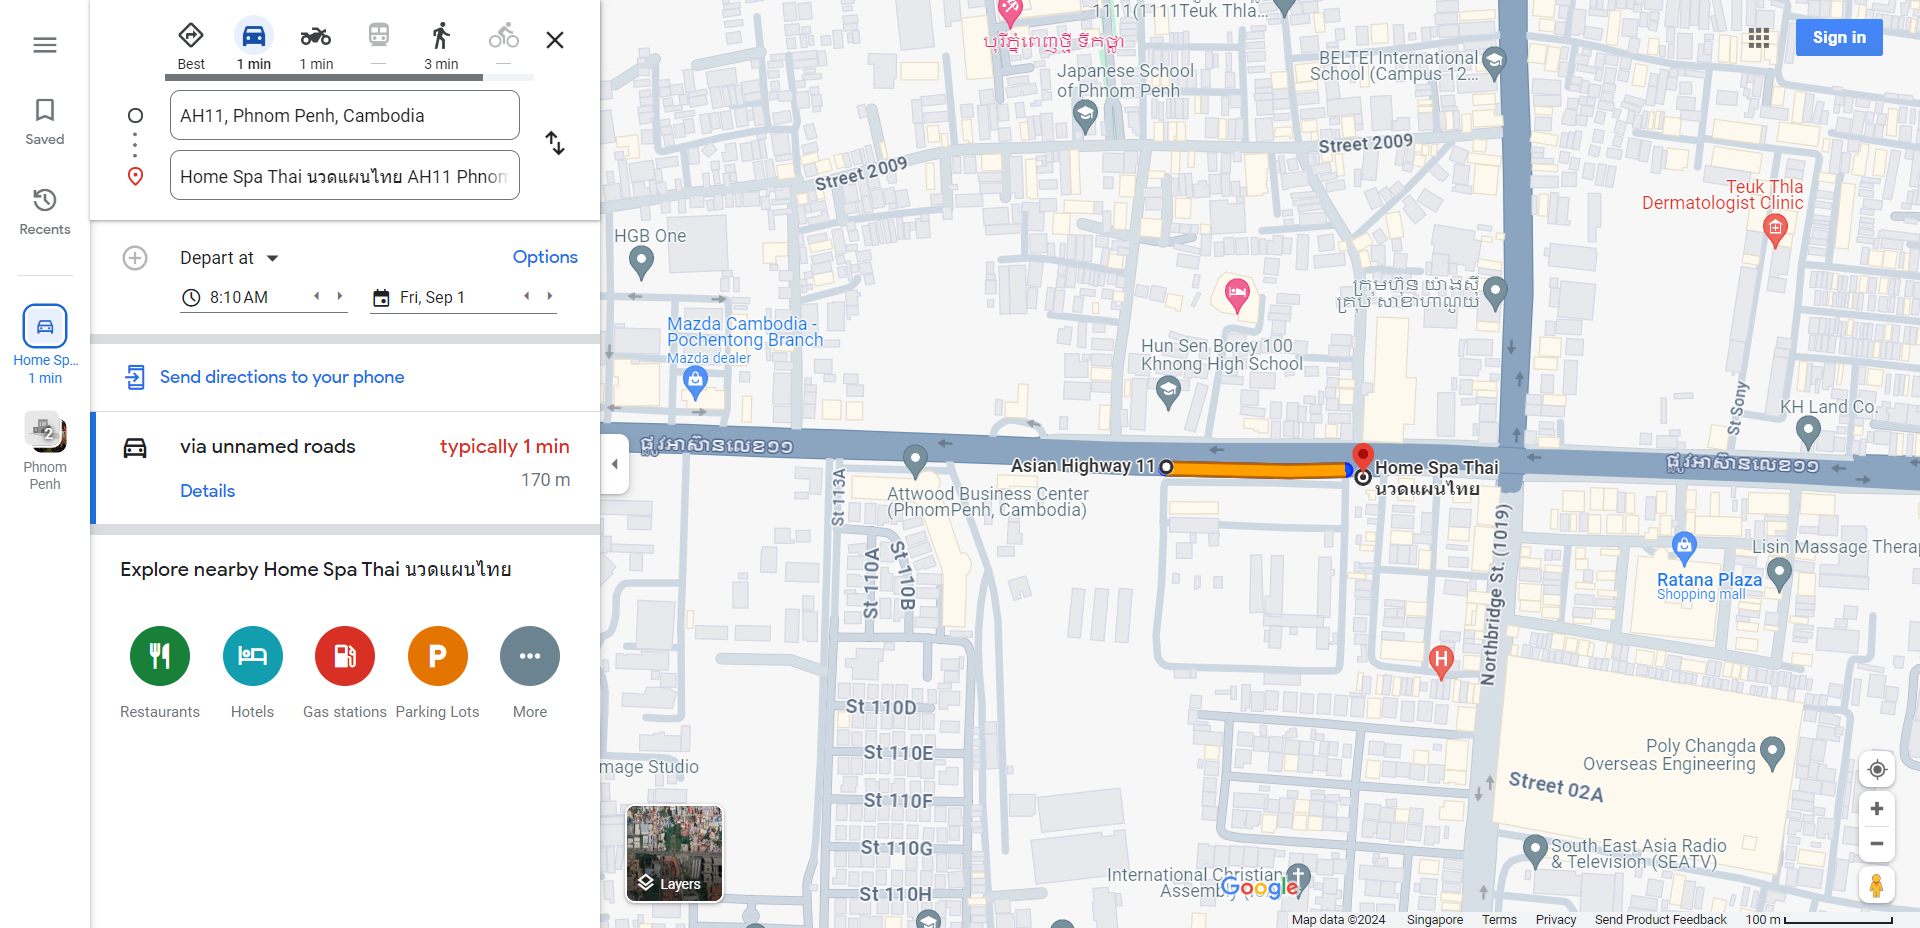 Saved
Recents
Home Sp...
1 min
2
Phnom
Penh
Best
1 min
1 min
—
3 min
—
AH11, Phnom Penh, Cambodia
Home Spa Thai นวดแผนไทย AH11 Phnom
Depart at
Options
8:10 AM
Fri, Sep 1
Send directions to your phone
via unnamed roads
typically 1 min
170 m
Details
Explore nearby Home Spa Thai นวดแผนไทย
P
Restaurants
Hotels
Gas stations
Parking Lots
More
Sign in
1111(1111Teuk Thla...
បុរីភ្នំពេញថ្មី ទឹកថ្លា
Japanese School
of Phnom Penh
BELTEI International
School (Campus 12...
Street 2009
Street 2009
Teuk Thla
Dermatologist Clinic
HGB One
ក្រុមហ៊ុន យ៉ាងស៊ី
គ្រុប សាខាហាណូយ
Mazda Cambodia -
Pochentong Branch
Mazda dealer
Hun Sen Borey 100
Khnong High School
St Sony
KH Land Co.
ផ្លូវអាស៊ានលេខ១១
Asian Highway 11
Home Spa Thai
นวดแผนไทย
ផ្លូវអាស៊ានលេខ១១
St 113A
Attwood Business Center
(PhnomPenh, Cambodia)
St 110A
St 110B
Northbridge St. (1019)
Lisin Massage Therap
Ratana Plaza
Shopping mall
H
St 110D
St 110E
St 110F
St 110G
St 110H
mage Studio
Poly Changda
Overseas Engineering
Street 02A
South East Asia Radio
& Television (SEATV)
International Christian
Assembly
Google
Layers
Map data ©2024
Singapore
Terms
Privacy
Send Product Feedback
100 m